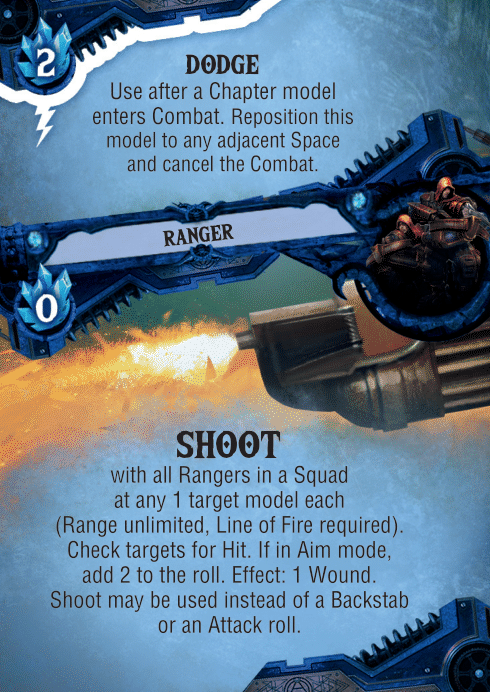 2
DODGE
Use after a Chapter model
enters Combat. Reposition this
model to any adjacent Space
and cancel the Combat.
RANGER
0
SHOOT
with all Rangers in a Squad
at any 1 target model each
(Range unlimited, Line of Fire required).
Check targets for Hit. If in Aim mode,
add 2 to the roll. Effect: 1 Wound.
Shoot may be used instead of a Backstab
or an Attack roll.